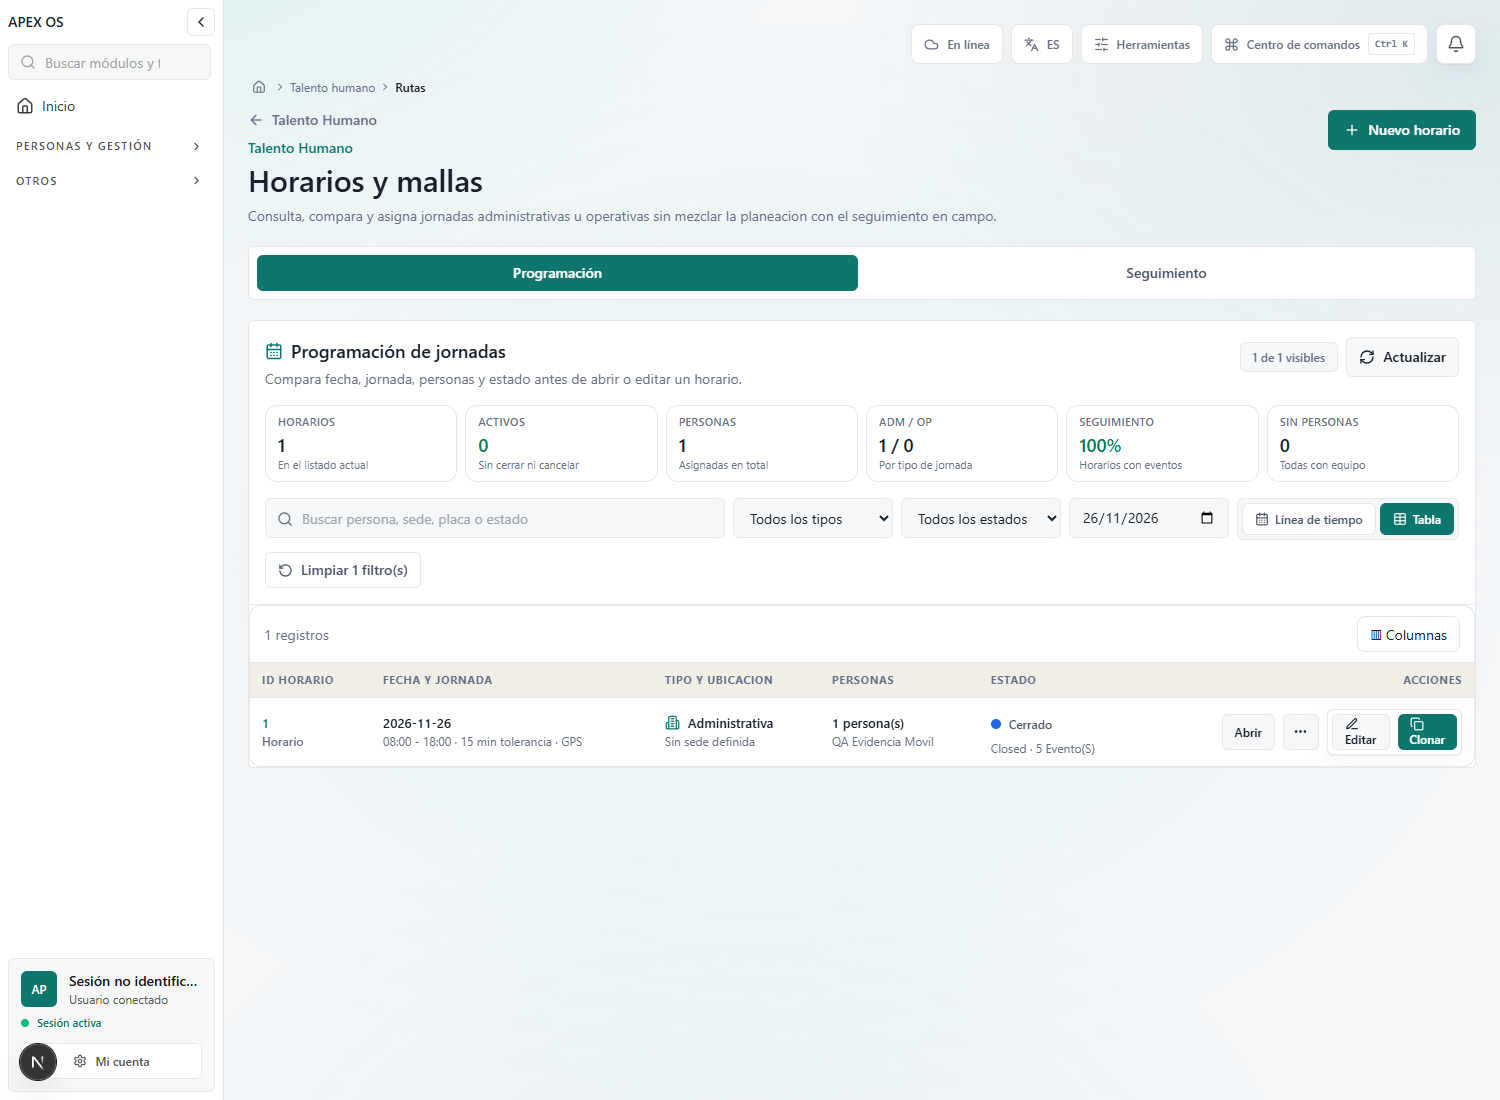 APEX OS
Buscar módulos y f
Inicio
PERSONAS Y GESTIÓN
OTROS
En línea
ES
Herramientas
Centro de comandos Ctrl K
Talento humano > Rutas
Talento Humano
Talento Humano
Horarios y mallas
Consulta, compara y asigna jornadas administrativas u operativas sin mezclar la planeacion con el seguimiento en campo.
Nuevo horario
Programación
Seguimiento
Programación de jornadas
Compara fecha, jornada, personas y estado antes de abrir o editar un horario.
1 de 1 visibles
Actualizar
HORARIOS
1
En el listado actual
ACTIVOS
0
Sin cerrar ni cancelar
PERSONAS
1
Asignadas en total
ADM / OP
1 / 0
Por tipo de jornada
SEGUIMIENTO
100%
Horarios con eventos
SIN PERSONAS
0
Todas con equipo
Buscar persona, sede, placa o estado
Todos los tipos
Todos los estados
26/11/2026
Línea de tiempo
Tabla
Limpiar 1 filtro(s)
1 registros
Columnas
ID HORARIO FECHA Y JORNADA TIPO Y UBICACION PERSONAS ESTADO ACCIONES
1
Horario
2026-11-26
08:00 - 18:00 · 15 min tolerancia · GPS
Administrativa
Sin sede definida
1 persona(s)
QA Evidencia Movil
Cerrado
Closed · 5 Evento(S)
Abrir
...
Editar
Clonar
AP
Sesión no identific...
Usuario conectado
Sesión activa
N
Mi cuenta